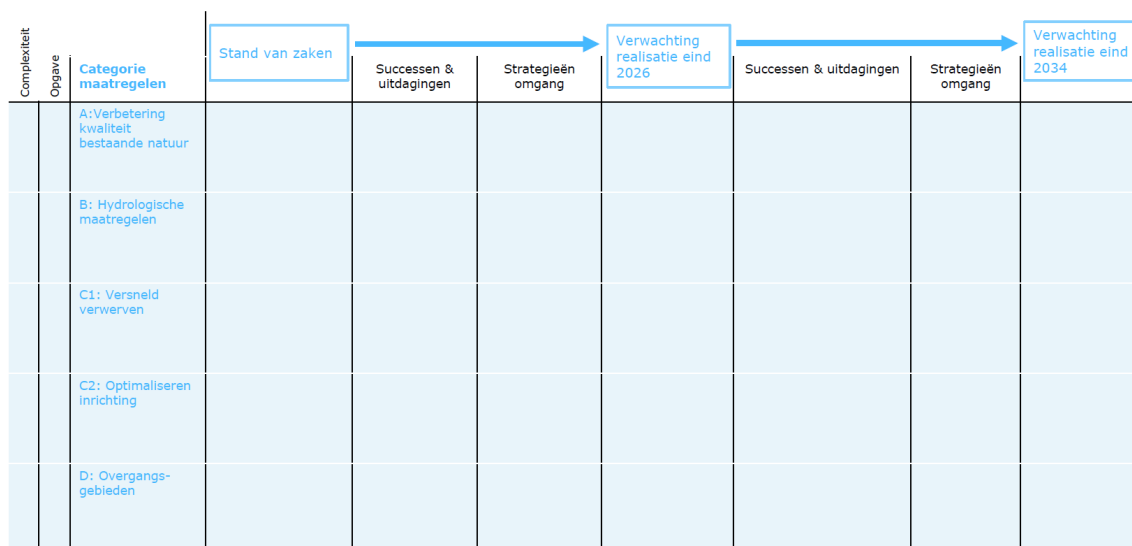 Complexiteit
Opgave
Categorie
maatregelen
Stand van zaken
Successen &
uitdagingen
Strategieën
omgang
Verwachting
realisatie eind
2026
Successen & uitdagingen
Strategieën
omgang
Verwachting
realisatie eind
2034
A:Verbetering
kwaliteit
bestaande natuur
B: Hydrologische
maatregelen
C1: Versneld
verwerven
C2: Optimaliseren
inrichting
D: Overgangs-
gebieden